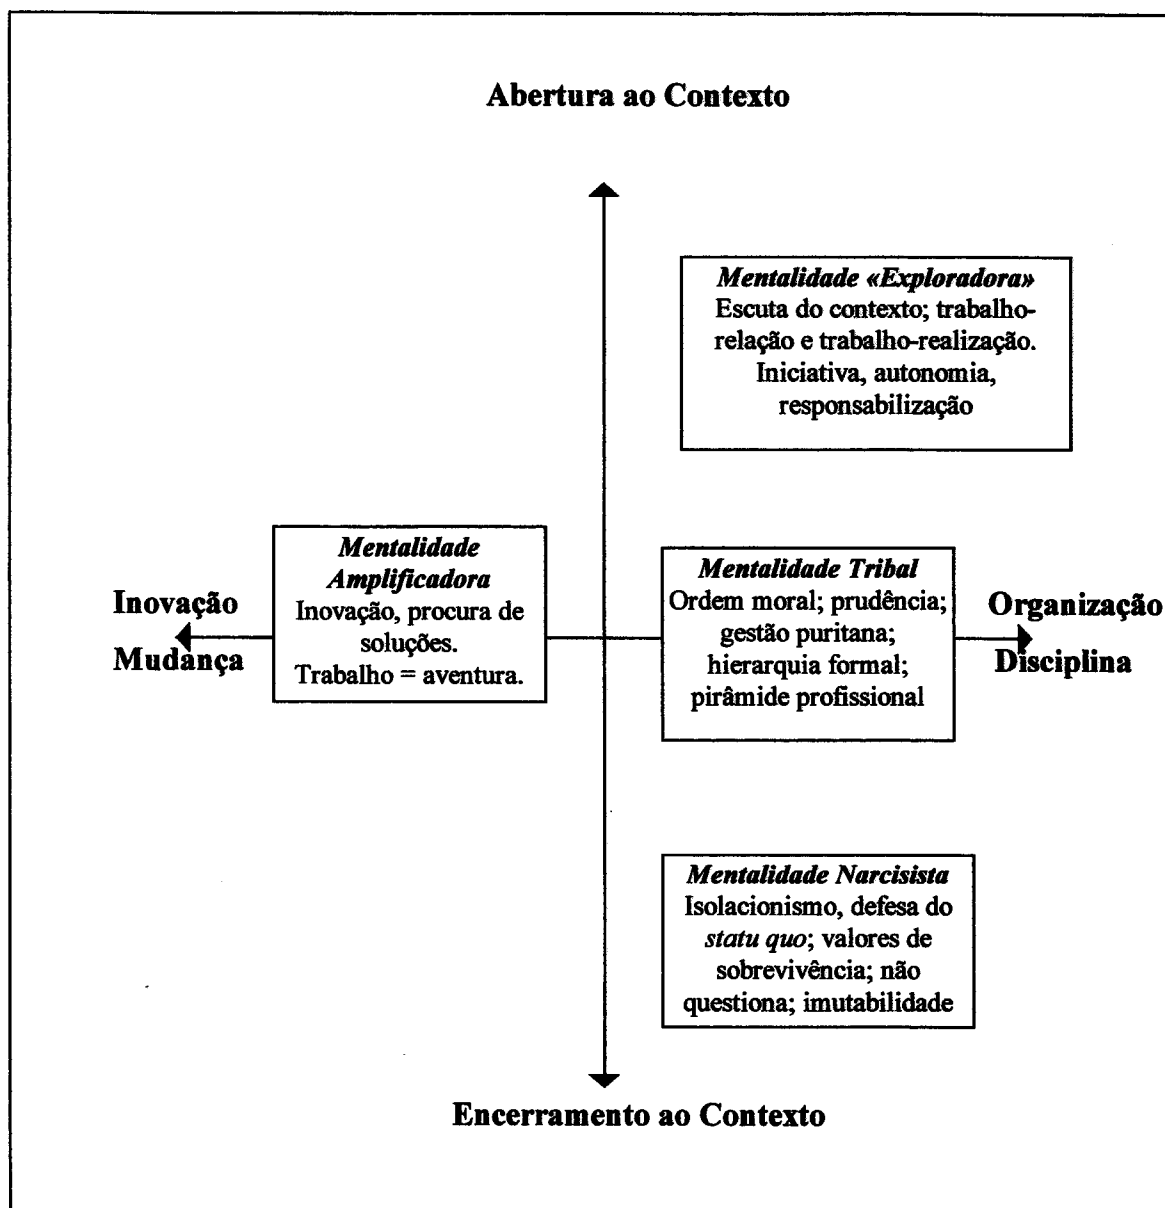 Abertura ao Contexto
Mentalidade «Exploradora»
Escuta do contexto; trabalho-
relação e trabalho-realização.
Iniciativa, autonomia,
responsabilização
Inovação
Mudança
Mentalidade
Amplificadora
Inovação, procura de
soluções.
Trabalho = aventura.
Mentalidade Tribal
Ordem moral; prudência;
gestão puritana;
hierarquia formal;
pirâmide profissional
Organização
Disciplina
Mentalidade Narcisista
Isolacionismo, defesa do
statu quo; valores de
sobrevivência; não
questiona; imutabilidade
Encerramento ao Contexto